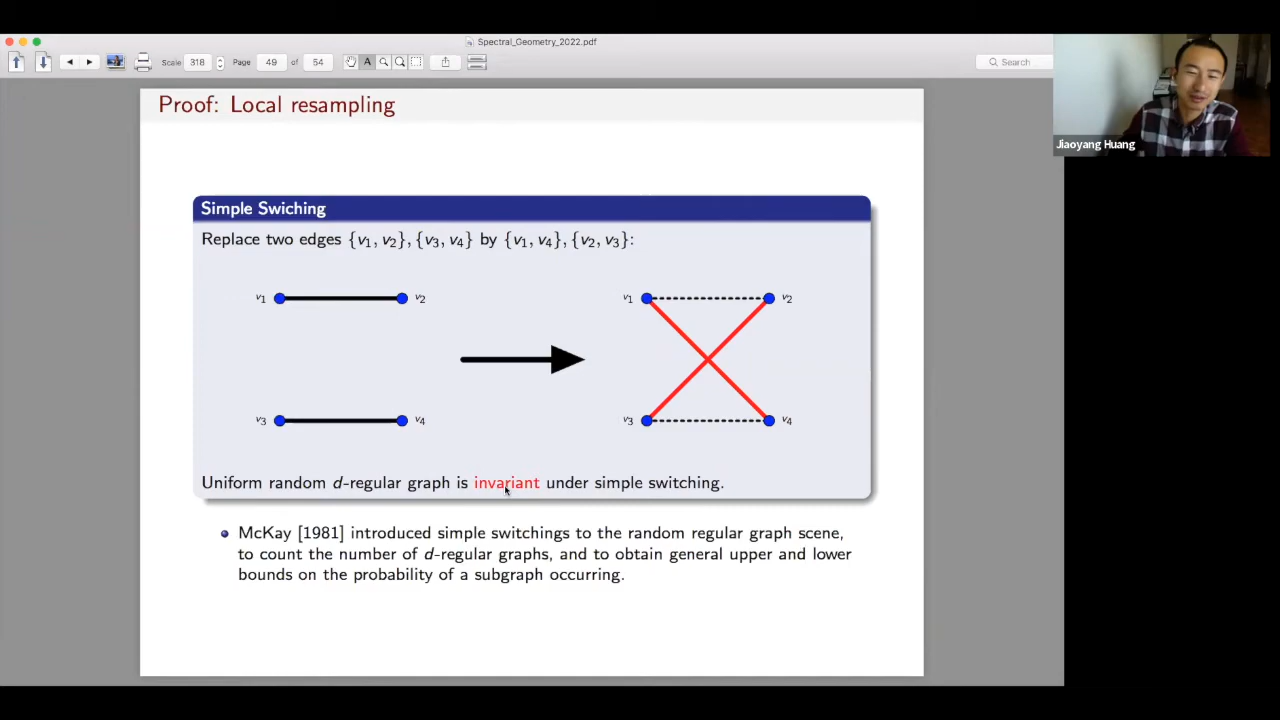 Spectral_Geometry_2022.pdf
Scale 318 Page 49 of 54
Search
Proof: Local resampling
Jiaoyang Huang
Simple Swiching
Replace two edges {v₁, v₂}, {v₃, v₄} by {v₁, v₄}, {v₂, v₃}:
v₁ v₂ v₁ v₂
v₃ v₄ v₃ v₄
Uniform random d-regular graph is invariant under simple switching.
McKay [1981] introduced simple switchings to the random regular graph scene,
to count the number of d-regular graphs, and to obtain general upper and lower
bounds on the probability of a subgraph occurring.